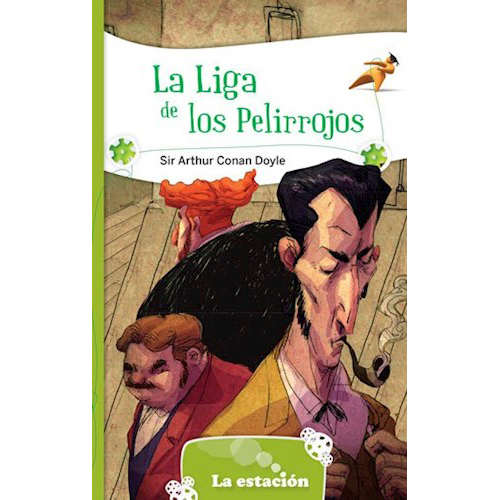 La Liga
de los Pelirrojos
Sir Arthur Conan Doyle
La estación